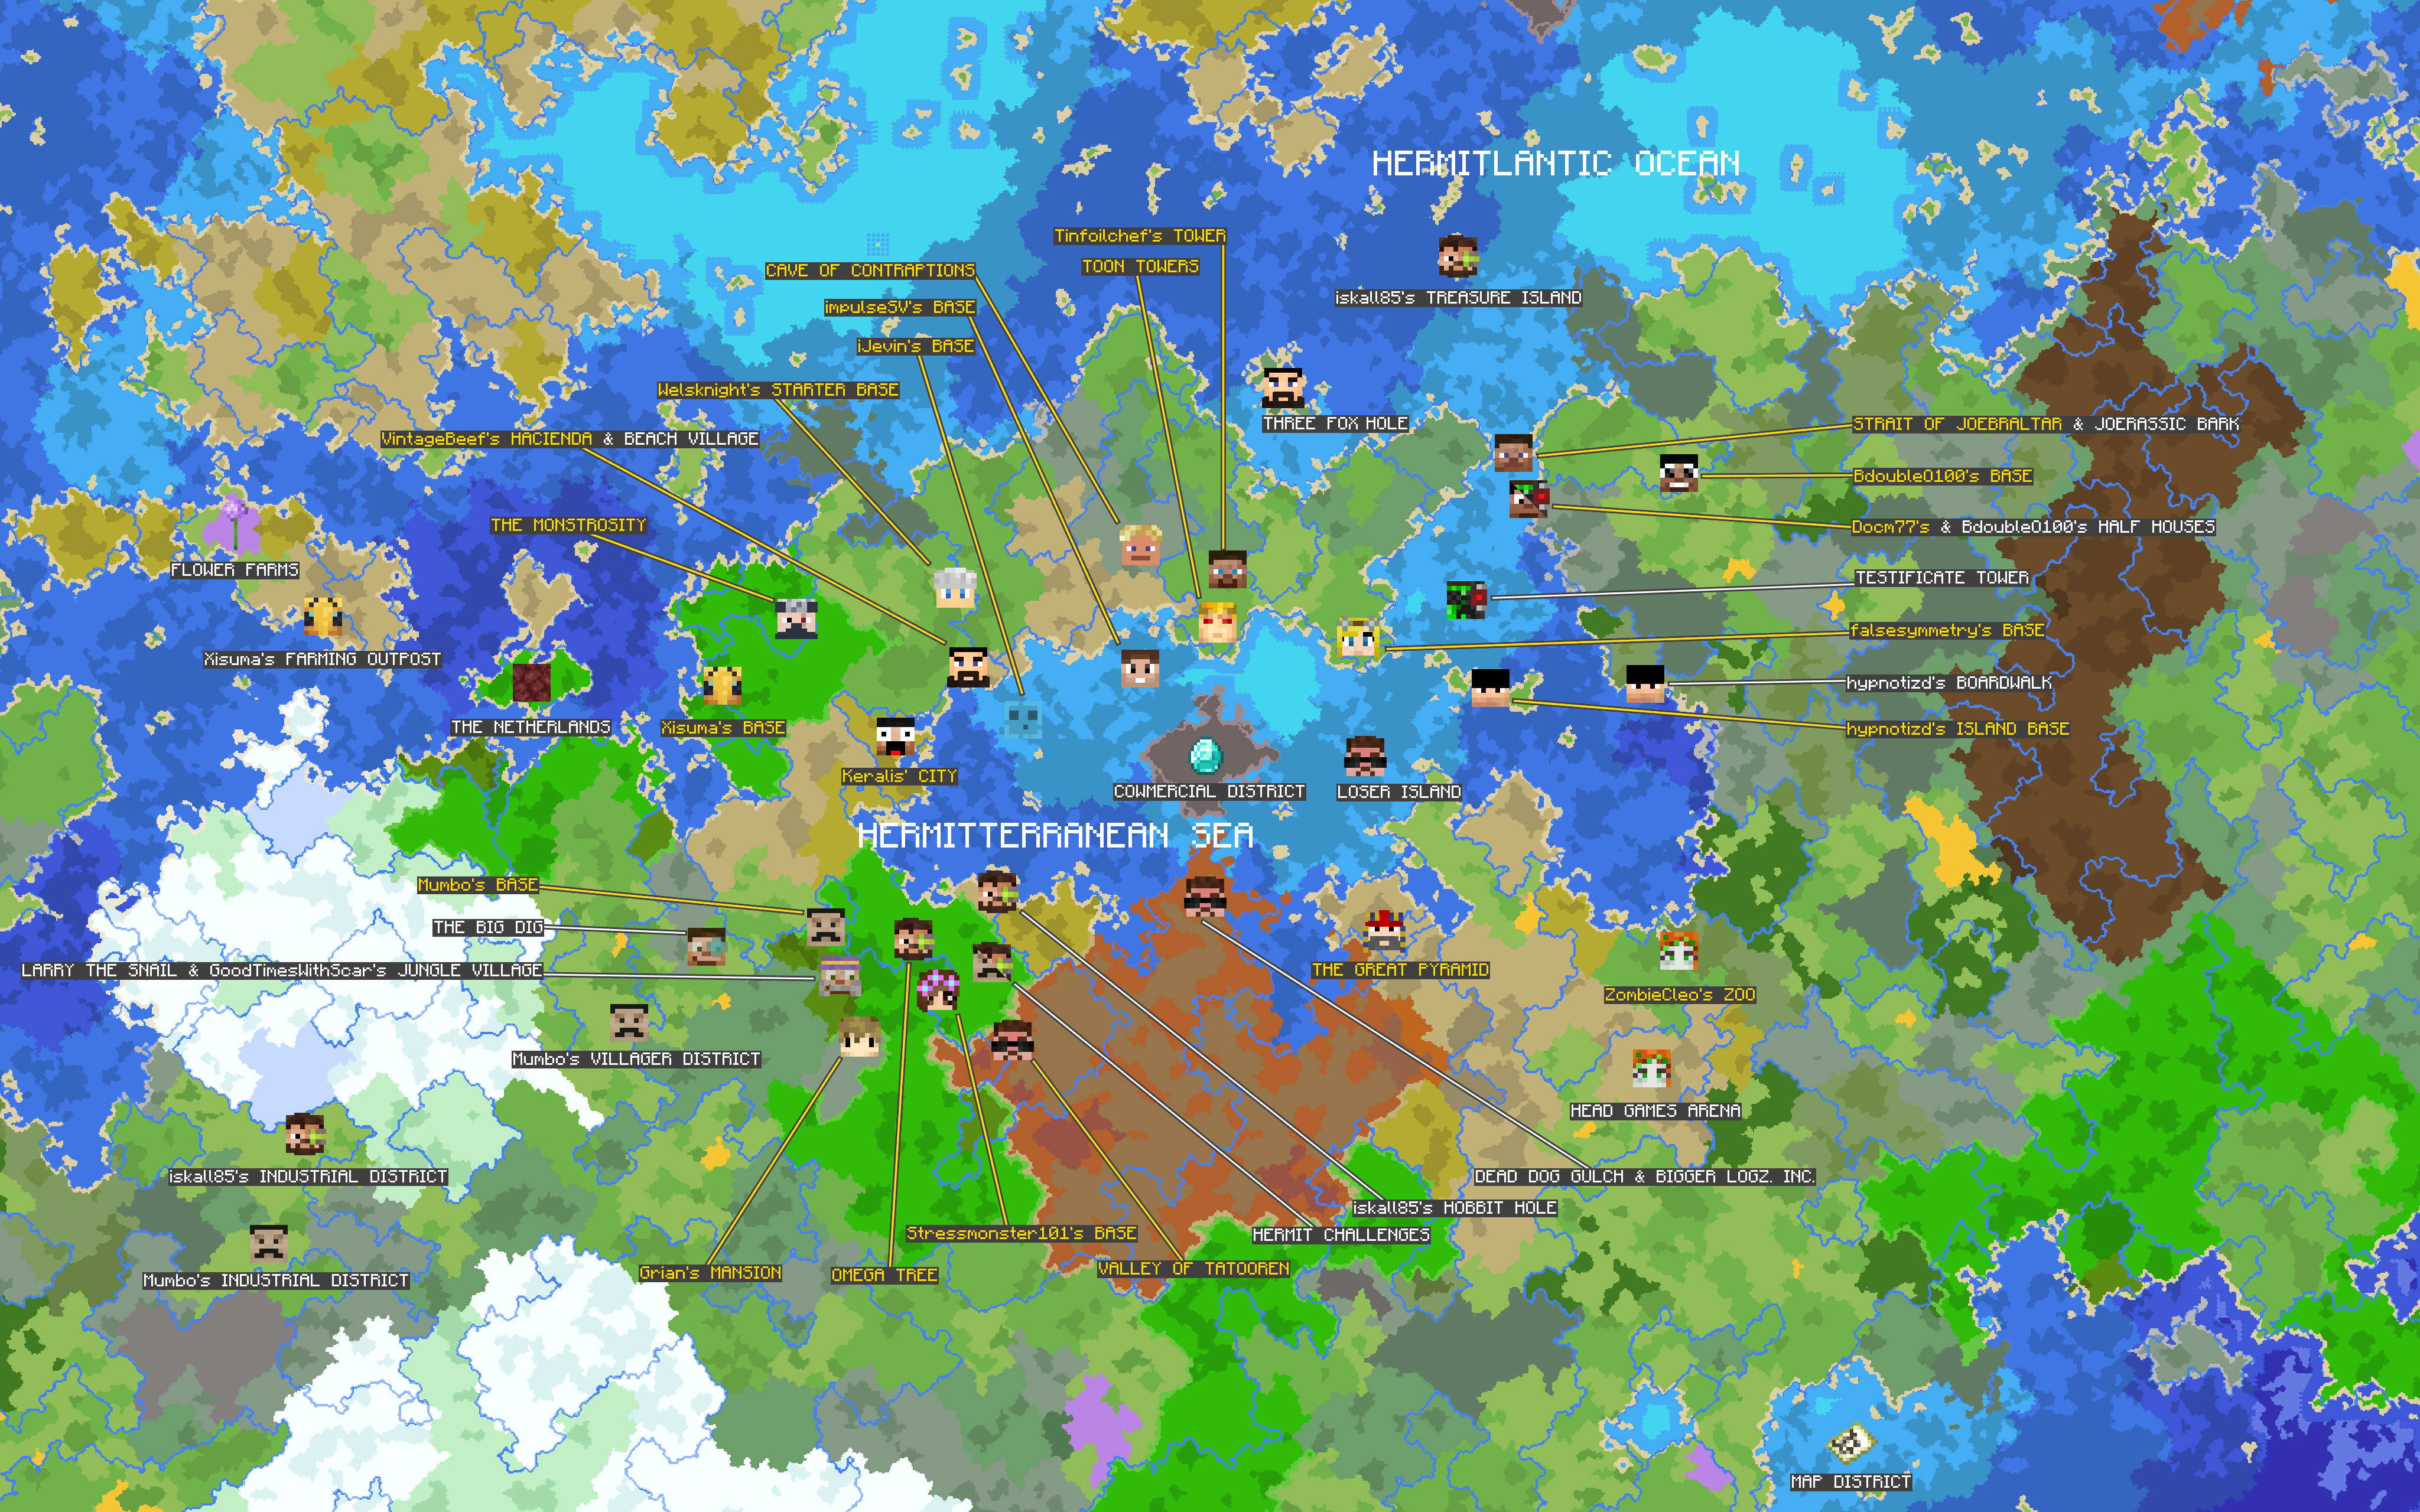 HERMITLANTIC OCEAN
Tinfoilchef's TOWER
TOON TOWERS
CAVE OF CONTRAPTIONS
impulseSV's BASE
iJevin's BASE
iskall85's TREASURE ISLAND
Welsknight's STARTER BASE
THREE FOX HOLE
STRAIT OF JOEBRALTAR & JOERASSIC BARK
VintageBeef's HACIENDA & BEACH VILLAGE
BdoubleO100's BASE
THE MONSTROSITY
Docm77's & BdoubleO100's HALF HOUSES
FLOWER FARMS
TESTIFICATE TOWER
falsesymmetry's BASE
Xisuma's FARMING OUTPOST
hypnotizd's BOARDWALK
THE NETHERLANDS
Xisuma's BASE
hypnotizd's ISLAND BASE
Keralis' CITY
COWMERCIAL DISTRICT
LOSER ISLAND
HERMITTERRANEAN SEA
Mumbo's BASE
THE BIG DIG
LARRY THE SNAIL & GoodTimesWithScar's JUNGLE VILLAGE
THE GREAT PYRAMID
ZombieCleo's ZOO
Mumbo's VILLAGER DISTRICT
HEAD GAMES ARENA
iskall85's INDUSTRIAL DISTRICT
DEAD DOG GULCH & BIGGER LOGZ. INC.
iskall85's HOBBIT HOLE
Stressmonster101's BASE
HERMIT CHALLENGES
Grian's MANSION
OMEGA TREE
VALLEY OF TATOOREN
Mumbo's INDUSTRIAL DISTRICT
MAP DISTRICT